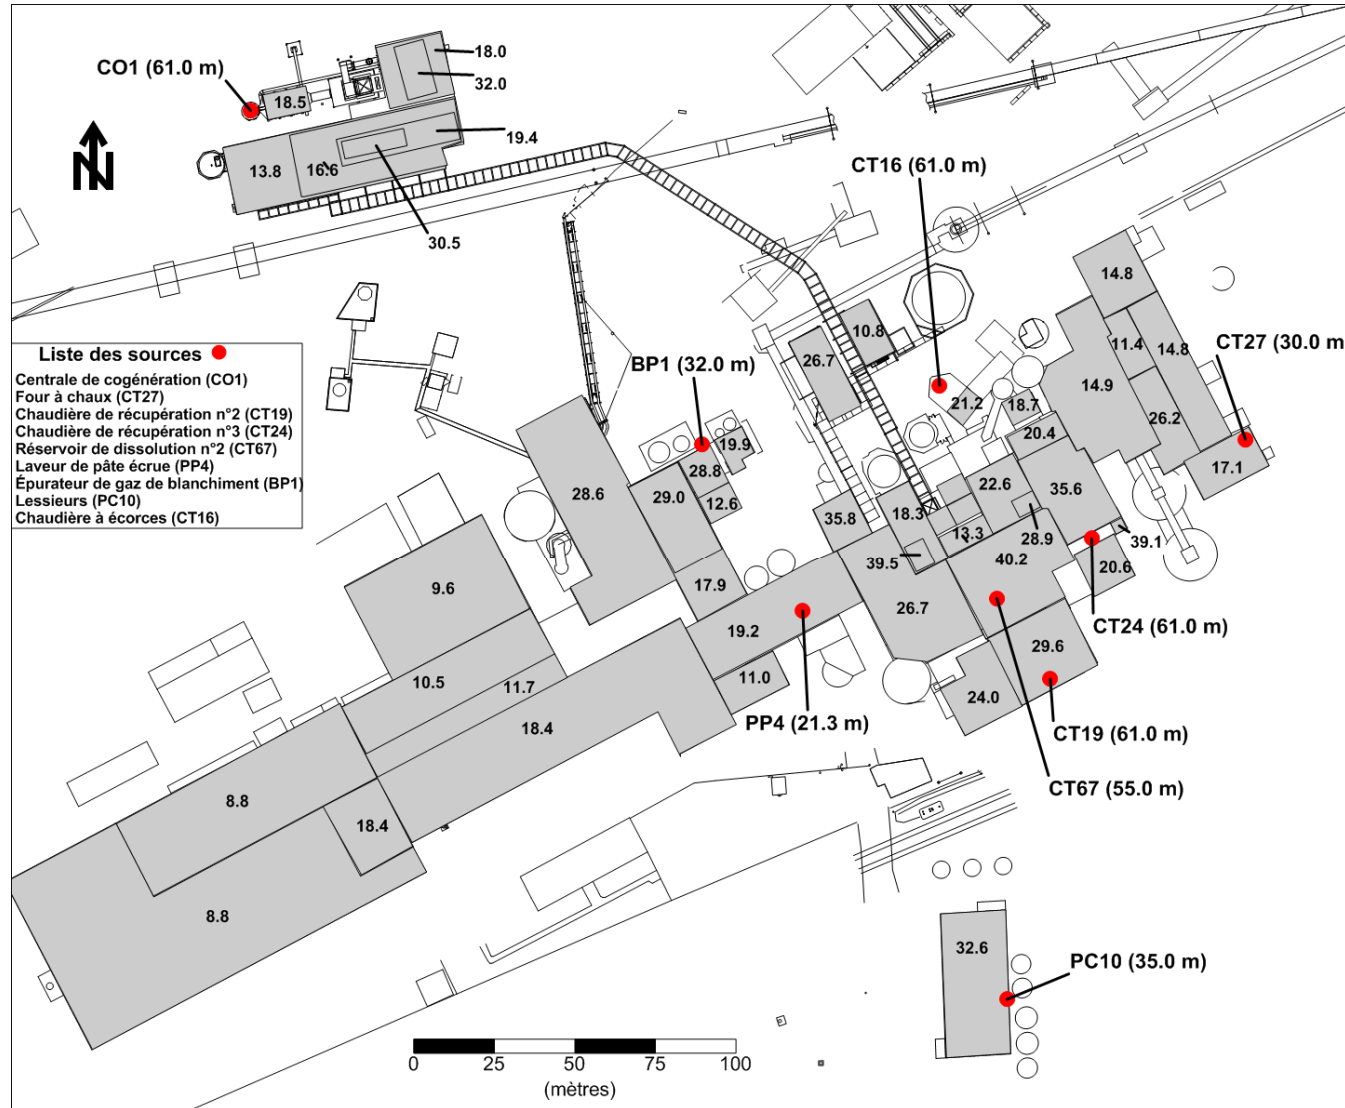 18.0
CO1 (61.0 m)
32.0
18.5
19.4
N
CT16 (61.0 m)
13.8
16.6
30.5
14.8
10.8
11.4
14.8
CT27 (30.0 m
Liste des sources
BP1 (32.0 m)
26.7
Centrale de cogénération (CO1)
Four à chaux (CT27)
Chaudière de récupération n°2 (CT19)
Chaudière de récupération n°3 (CT24)
Réservoir de dissolution n°2 (CT67)
Laveur de pâte écrue (PP4)
Épurateur de gaz de blanchiment (BP1)
Lessieurs (PC10)
Chaudière à écorces (CT16)
14.9
21.2
18.7
26.2
19.9
20.4
17.1
28.8
28.6
29.0
12.6
22.6
35.6
35.8
18.3
13.3
28.9
39.1
39.5
40.2
20.6
9.6
17.9
26.7
CT24 (61.0 m)
19.2
29.6
10.5
11.7
11.0
24.0
18.4
PP4 (21.3 m)
CT19 (61.0 m)
CT67 (55.0 m)
8.8
18.4
8.8
32.6
PC10 (35.0 m)
0 25 50 75 100
(mètres)